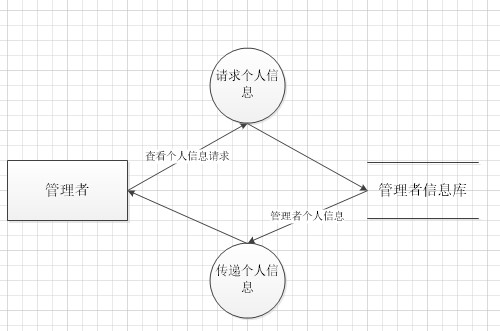 请求个人信
息
查看个人信息请求
管理者
管理者信息库
管理者个人信息
传递个人信
息